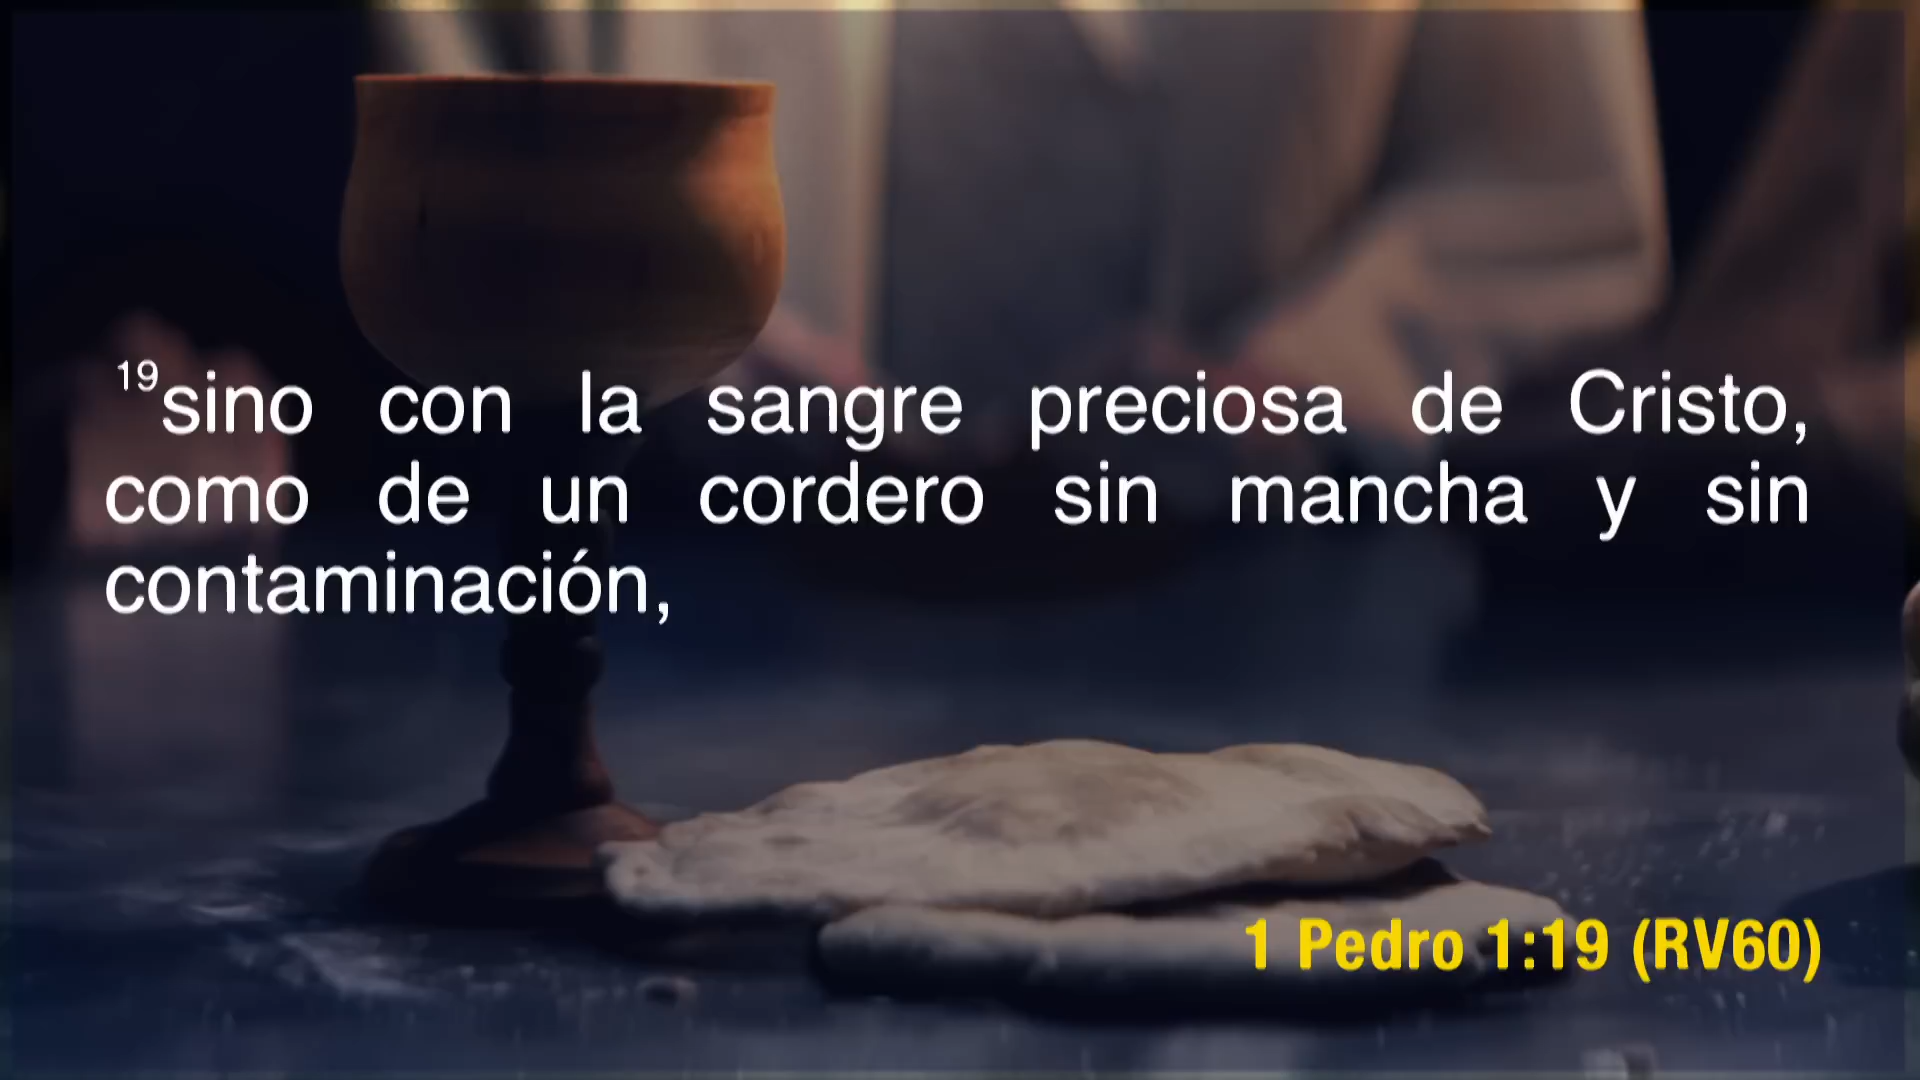 19sino con la sangre preciosa de Cristo,
como de un cordero sin mancha y sin
contaminación,
1 Pedro 1:19 (RV60)